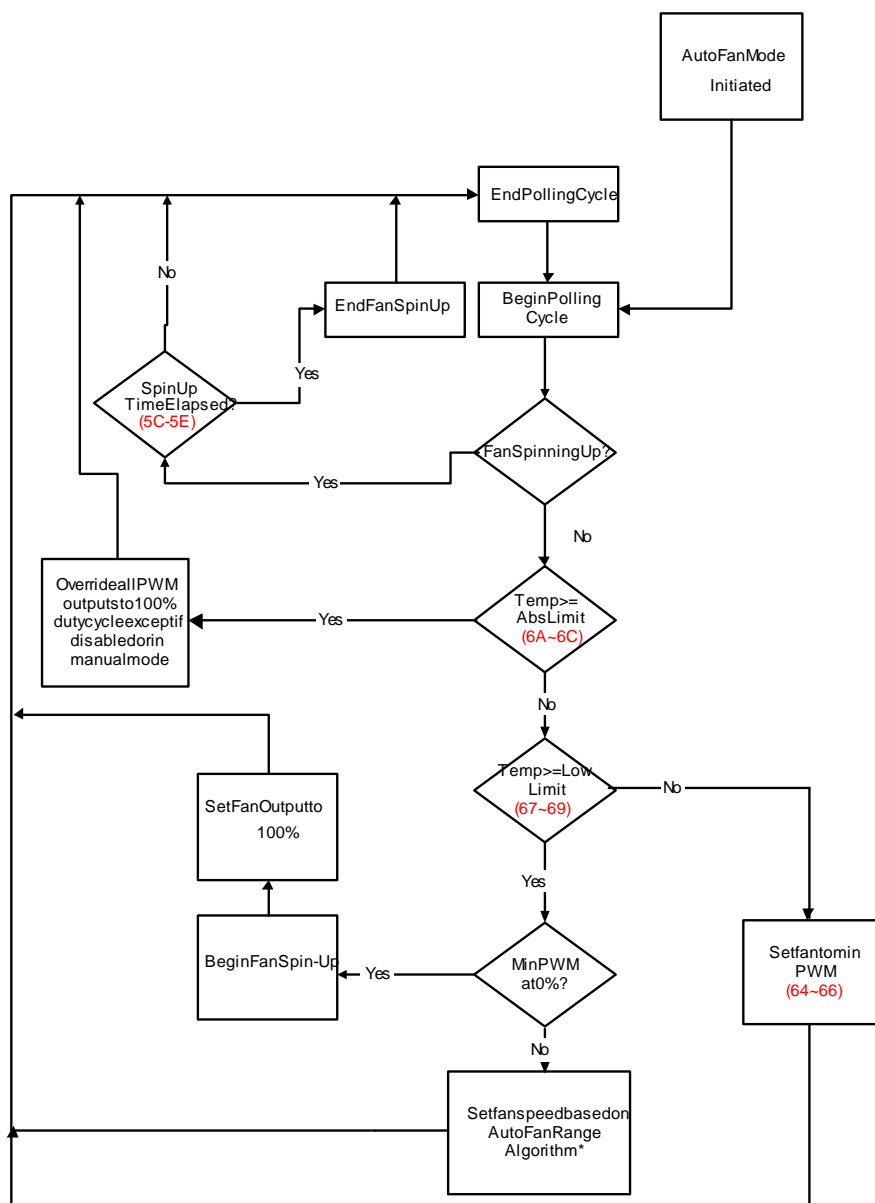 AutoFanMode
Initiated
EndPollingCycle
No
EndFanSpinUp
BeginPolling
Cycle
Yes
SpinUp
TimeElapsed?
(5C-5E)
FanSpinningUp?
Yes
No
OverrideallPWM
outputsto100%
dutycycleexceptif
disabledorin
manualmode
Yes
Temp>=
AbsLimit
(6A~6C)
No
Temp>=Low
Limit
(67~69)
No
SetFanOutputto
100%
Yes
BeginFanSpin-Up
Yes
MinPWM
at0%?
Setfantomin
PWM
(64~66)
No
Setfanspeedbasedon
AutoFanRange
Algorithm*